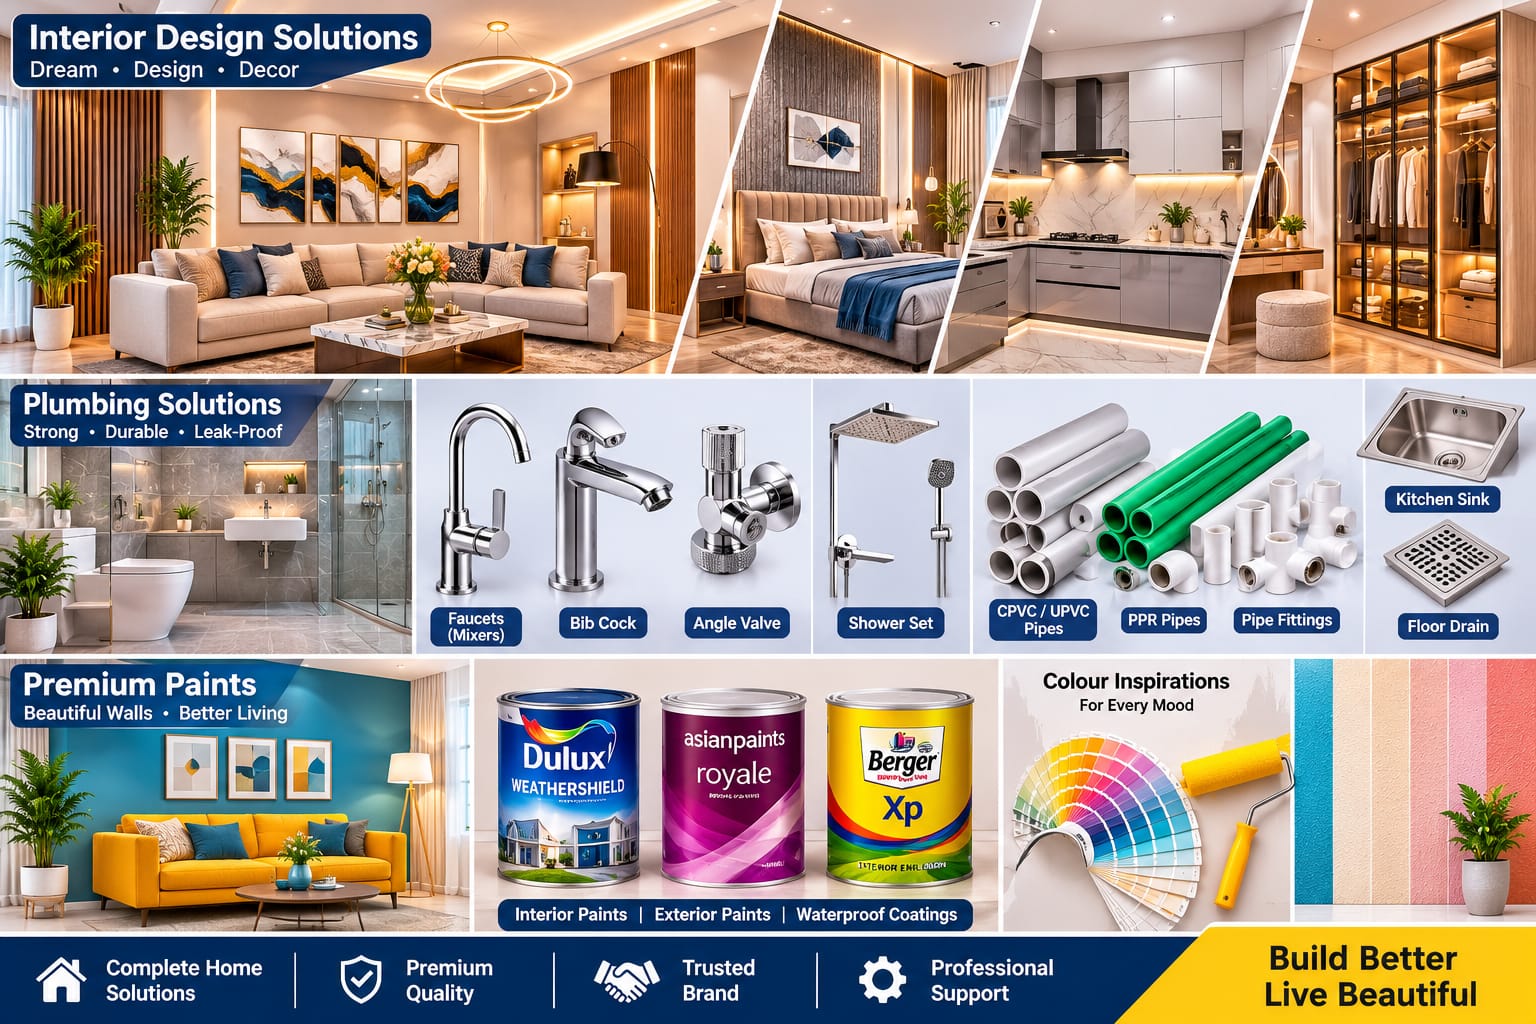 Interior Design Solutions
Dream • Design • Decor
Plumbing Solutions
Strong • Durable • Leak-Proof
Faucets
(Mixers)
Bib Cock
Angle Valve
Shower Set
CPVC / UPVC
Pipes
PPR Pipes
Pipe Fittings
Kitchen Sink
Floor Drain
Premium Paints
Beautiful Walls • Better Living
Dulux
WEATHERSHIELD
asianpaints
royale
Berger
Xp
INTERIOR
Interior Paints | Exterior Paints | Waterproof Coatings
Colour Inspirations
For Every Mood
Complete Home
Solutions
Premium
Quality
Trusted
Brand
Professional
Support
Build Better
Live Beautiful